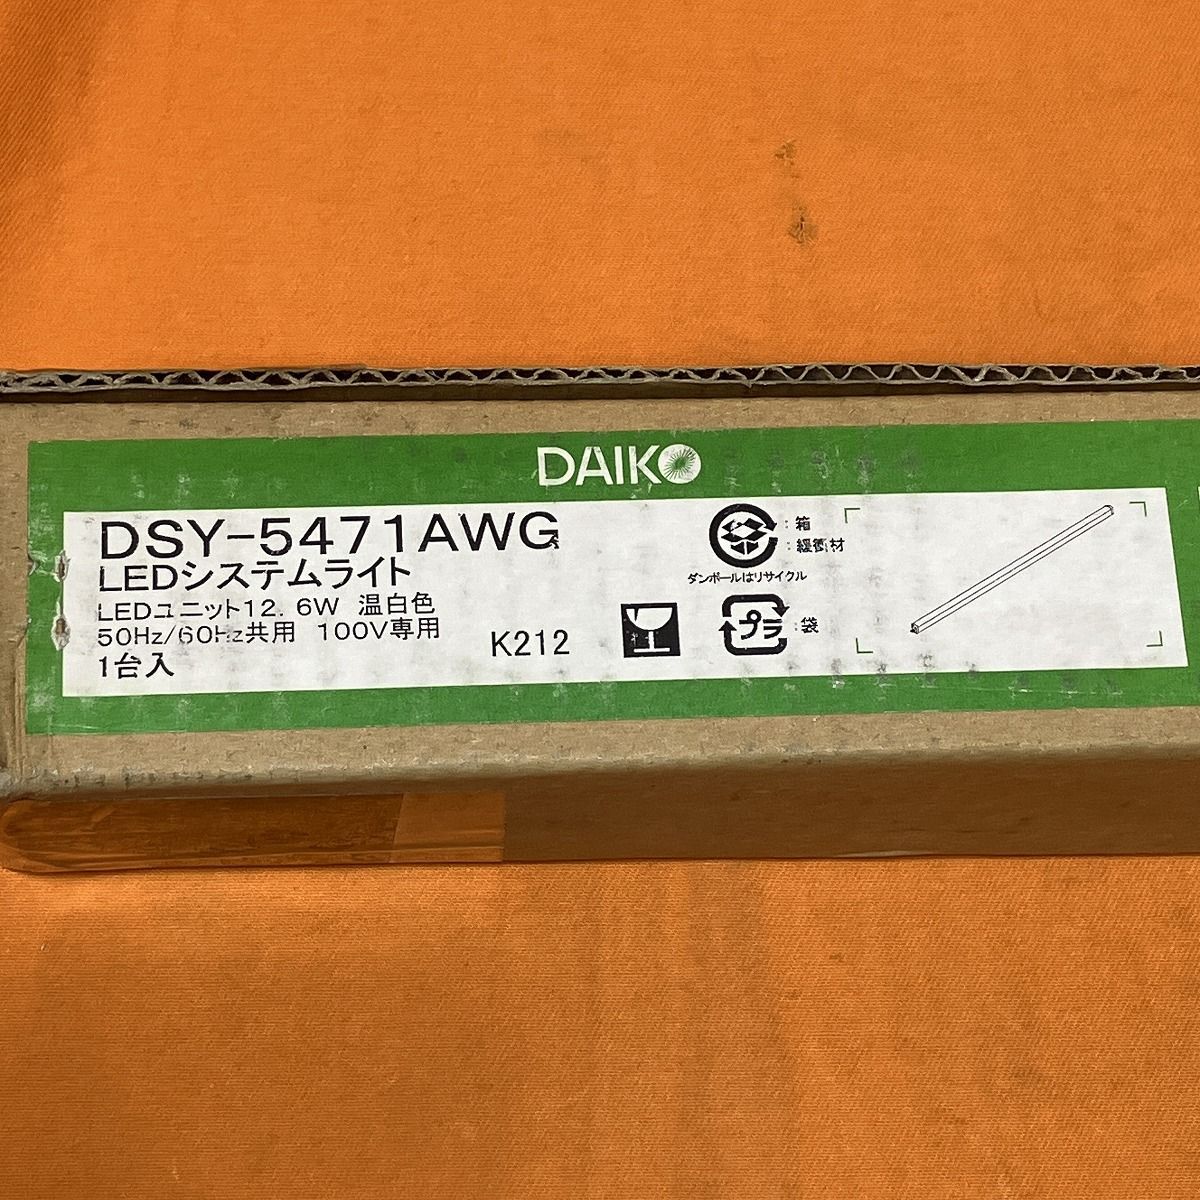 DAIKO
DSY-5471AWG
LEDシステムライト
LEDユニット12.6W 温白色
50Hz/60Hz共用 100V専用
1台入
K212
:箱
:緩衝材
ダンボールはリサイクル
プラ
:袋